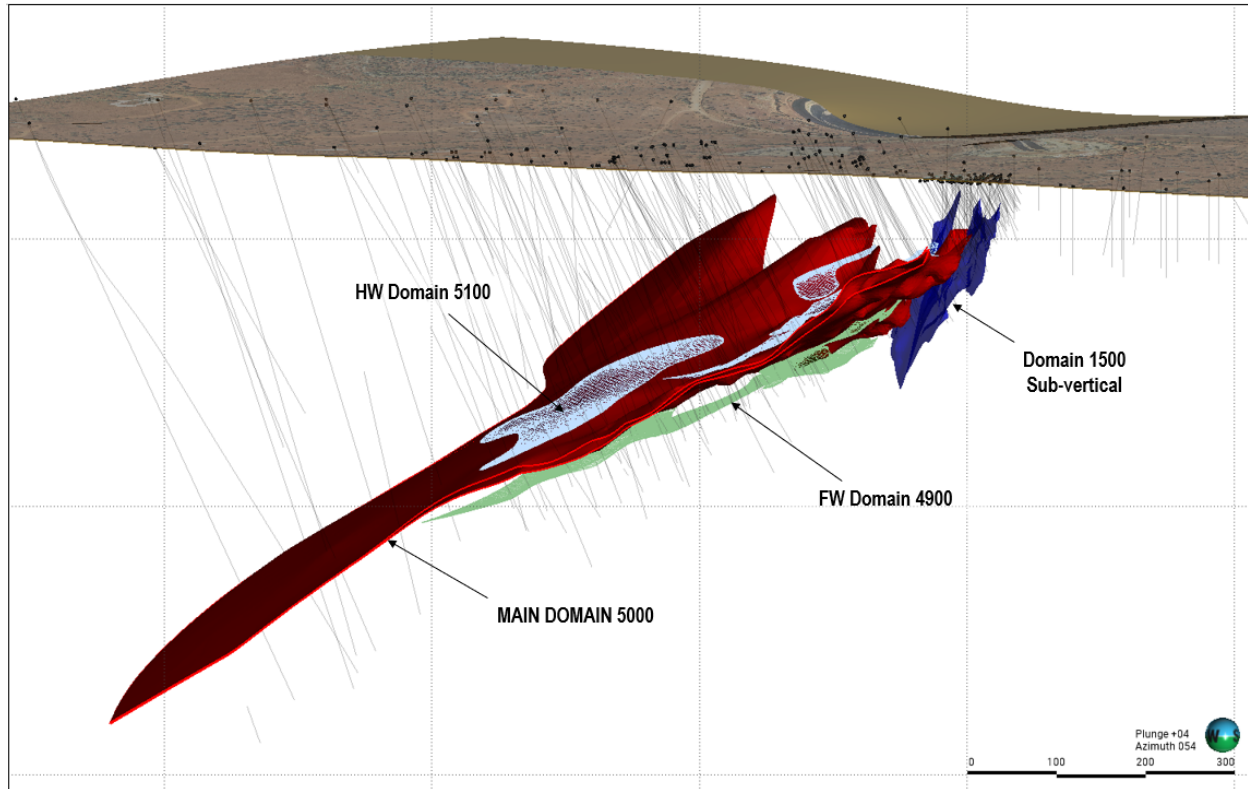 HW Domain 5100
Domain 1500
Sub-vertical
FW Domain 4900
MAIN DOMAIN 5000
Plunge +04
Azimuth 054
W S
0 100 200 300